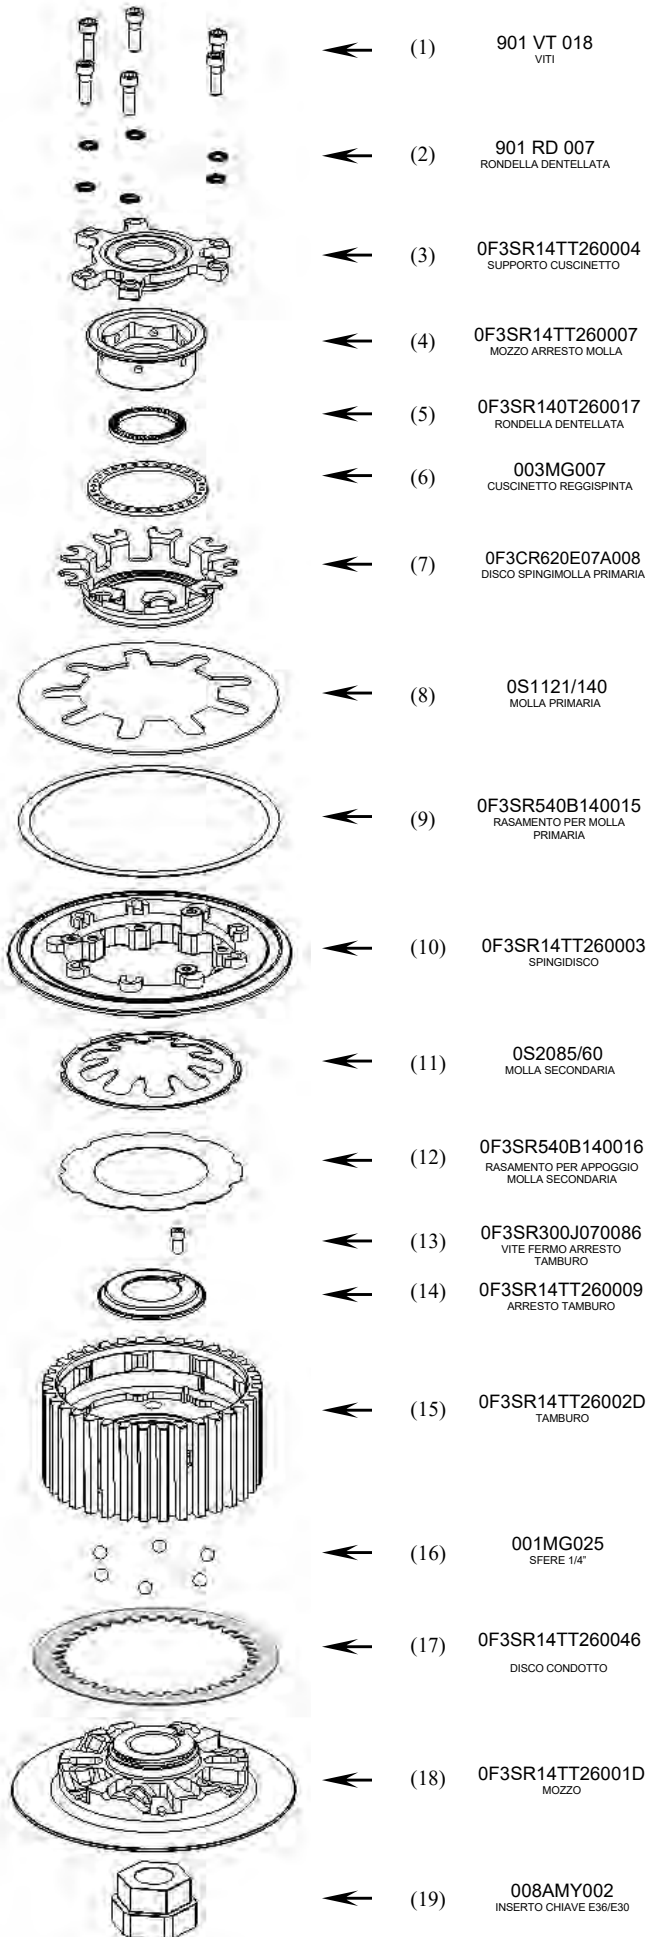 (1) 901 VT 018
VITI
(2) 901 RD 007
RONDELLA DENTELLATA
(3) 0F3SR14TT260004
SUPPORTO CUSCINETTO
(4) 0F3SR14TT260007
MOZZO ARRESTO MOLLA
(5) 0F3SR140T260017
RONDELLA DENTELLATA
(6) 003MG007
CUSCINETTO REGGISPINTA
(7) 0F3CR620E07A008
DISCO SPINGIMOLLA PRIMARIA
(8) 0S1121/140
MOLLA PRIMARIA
(9) 0F3SR540B140015
RASAMENTO PER MOLLA
PRIMARIA
(10) 0F3SR14TT260003
SPINGIDISCO
(11) 0S2085/60
MOLLA SECONDARIA
(12) 0F3SR540B140016
RASAMENTO PER APPOGGIO
MOLLA SECONDARIA
(13) 0F3SR300J070086
VITE FERMO ARRESTO
TAMBURO
(14) 0F3SR14TT260009
ARRESTO TAMBURO
(15) 0F3SR14TT26002D
TAMBURO
(16) 001MG025
SFERE 1/4"
(17) 0F3SR14TT260046
DISCO CONDOTTO
(18) 0F3SR14TT26001D
MOZZO
(19) 008AMY002
INSERTO CHIAVE E36/E30